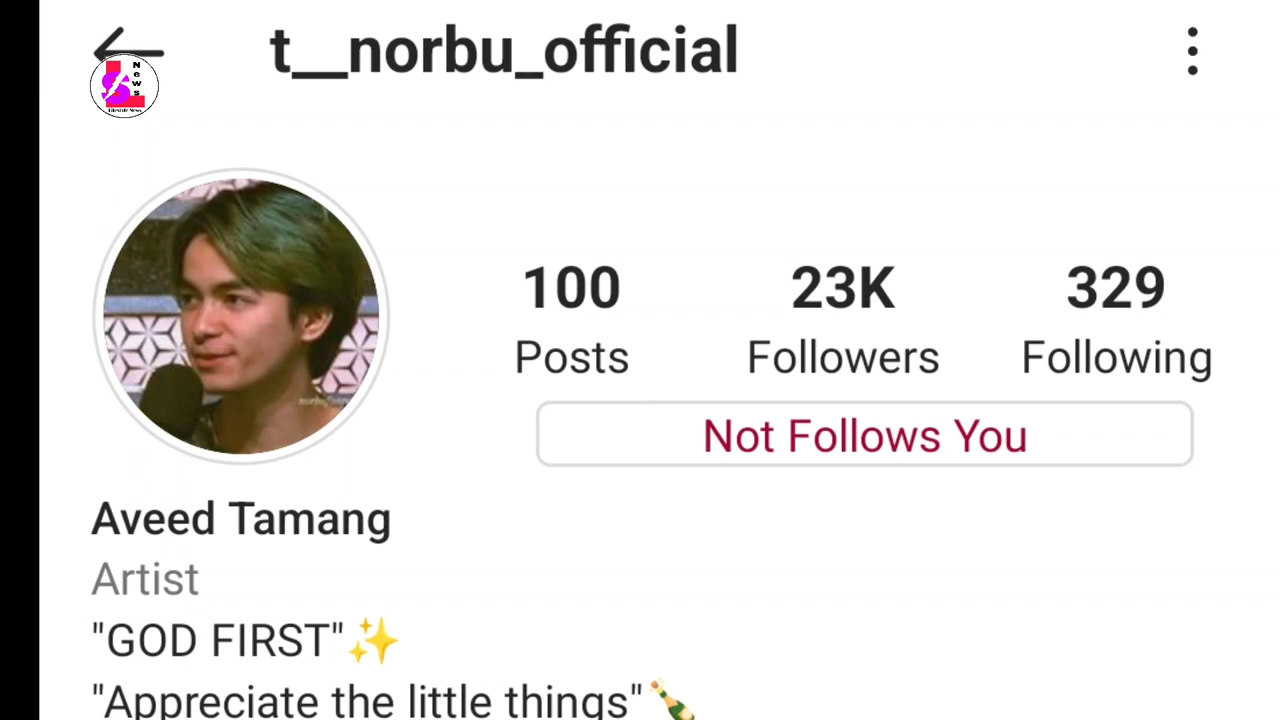 t__norbu_official
News
100 23K 329
Posts Followers Following
Not Follows You
Aveed Tamang
Artist
"GOD FIRST"✨
"Appreciate the little things"🍾